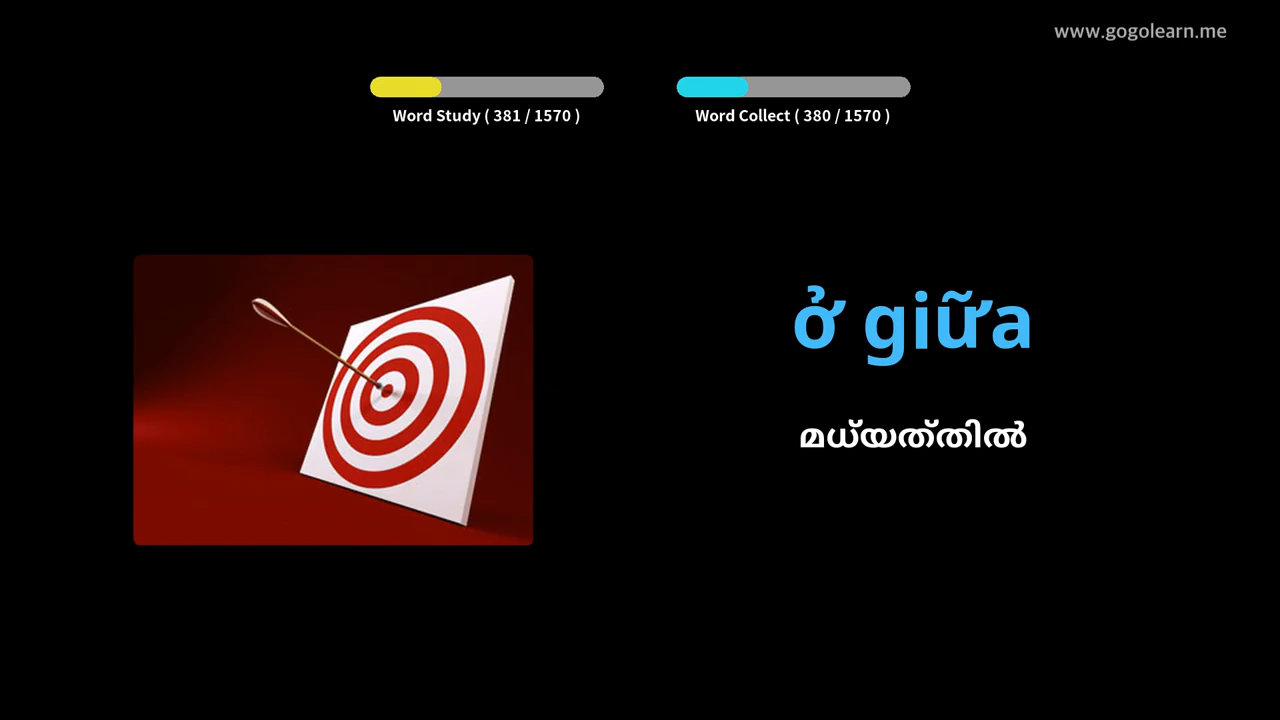 www.gogolearn.me
Word Study ( 381 / 1570 )
Word Collect ( 380 / 1570 )
ở giữa
മധ്യത്തിൽ